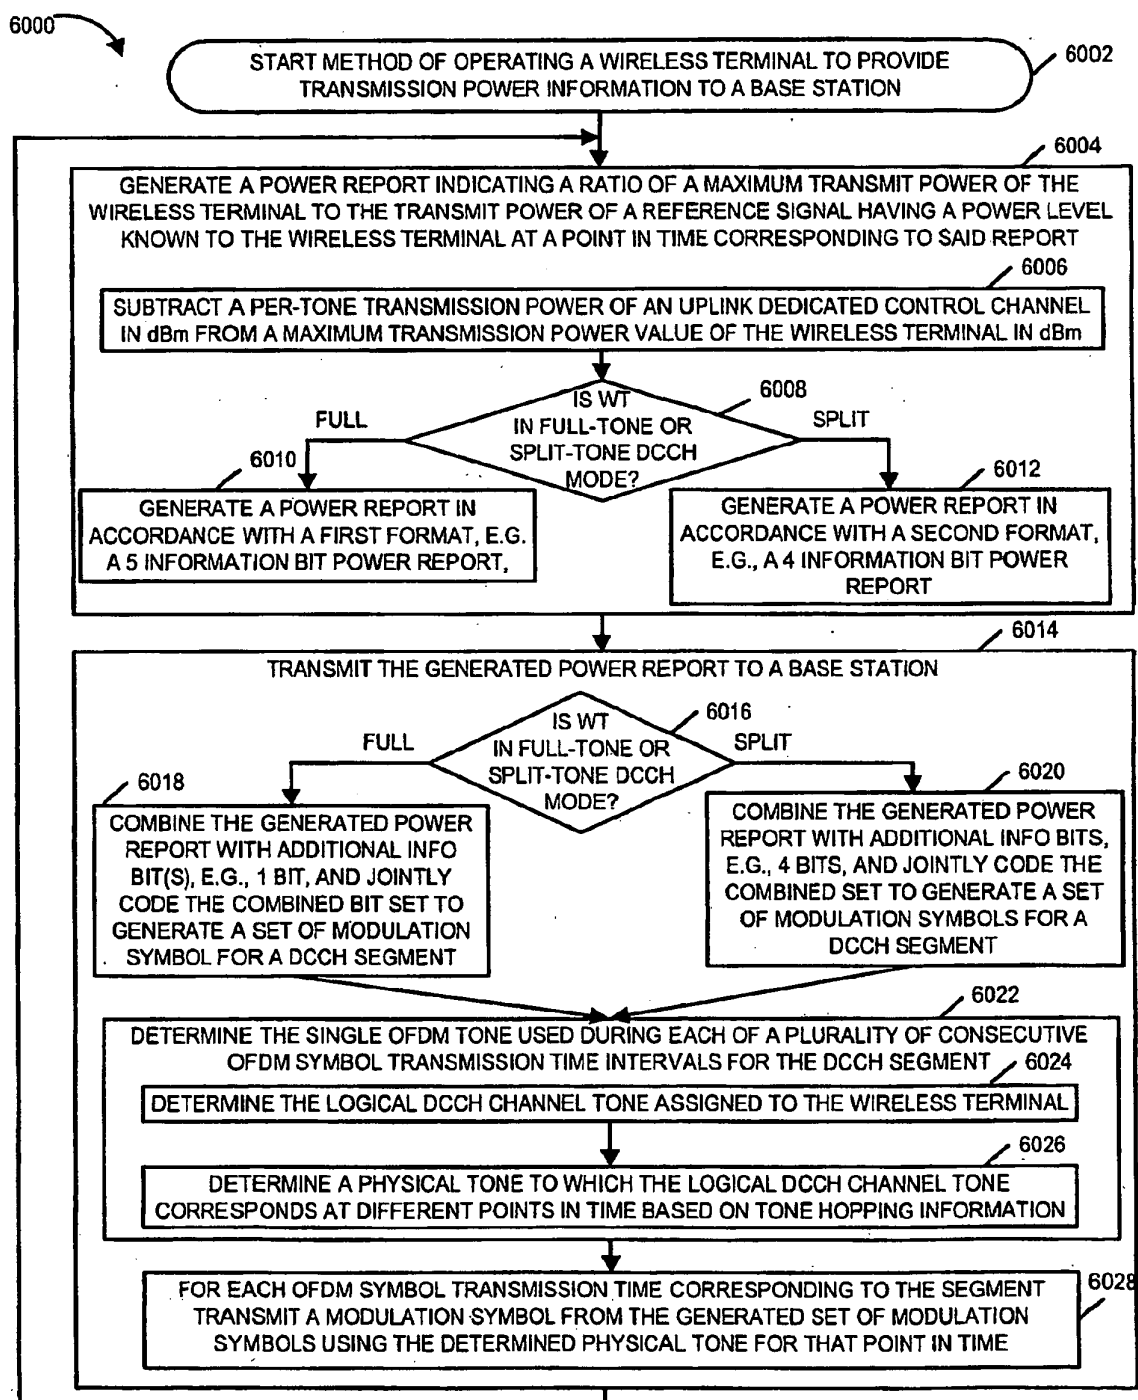 6000
START METHOD OF OPERATING A WIRELESS TERMINAL TO PROVIDE
TRANSMISSION POWER INFORMATION TO A BASE STATION
6002
6004
GENERATE A POWER REPORT INDICATING A RATIO OF A MAXIMUM TRANSMIT POWER OF THE
WIRELESS TERMINAL TO THE TRANSMIT POWER OF A REFERENCE SIGNAL HAVING A POWER LEVEL
KNOWN TO THE WIRELESS TERMINAL AT A POINT IN TIME CORRESPONDING TO SAID REPORT
6006
SUBTRACT A PER-TONE TRANSMISSION POWER OF AN UPLINK DEDICATED CONTROL CHANNEL
IN dBm FROM A MAXIMUM TRANSMISSION POWER VALUE OF THE WIRELESS TERMINAL IN dBm
6008
IS WT
IN FULL-TONE OR
SPLIT-TONE DCCH
MODE?
FULL
SPLIT
6010
GENERATE A POWER REPORT IN
ACCORDANCE WITH A FIRST FORMAT, E.G.
A 5 INFORMATION BIT POWER REPORT,
6012
GENERATE A POWER REPORT IN
ACCORDANCE WITH A SECOND FORMAT,
E.G., A 4 INFORMATION BIT POWER
REPORT
6014
TRANSMIT THE GENERATED POWER REPORT TO A BASE STATION
6016
IS WT
IN FULL-TONE OR
SPLIT-TONE DCCH
MODE?
FULL
SPLIT
6018
COMBINE THE GENERATED POWER
REPORT WITH ADDITIONAL INFO
BIT(S), E.G., 1 BIT, AND JOINTLY
CODE THE COMBINED BIT SET TO
GENERATE A SET OF MODULATION
SYMBOL FOR A DCCH SEGMENT
6020
COMBINE THE GENERATED POWER
REPORT WITH ADDITIONAL INFO BITS,
E.G., 4 BITS, AND JOINTLY CODE THE
COMBINED SET TO GENERATE A SET
OF MODULATION SYMBOLS FOR A
DCCH SEGMENT
6022
DETERMINE THE SINGLE OFDM TONE USED DURING EACH OF A PLURALITY OF CONSECUTIVE
OFDM SYMBOL TRANSMISSION TIME INTERVALS FOR THE DCCH SEGMENT
6024
DETERMINE THE LOGICAL DCCH CHANNEL TONE ASSIGNED TO THE WIRELESS TERMINAL
6026
DETERMINE A PHYSICAL TONE TO WHICH THE LOGICAL DCCH CHANNEL TONE
CORRESPONDS AT DIFFERENT POINTS IN TIME BASED ON TONE HOPPING INFORMATION
6028
FOR EACH OFDM SYMBOL TRANSMISSION TIME CORRESPONDING TO THE SEGMENT
TRANSMIT A MODULATION SYMBOL FROM THE GENERATED SET OF MODULATION
SYMBOLS USING THE DETERMINED PHYSICAL TONE FOR THAT POINT IN TIME